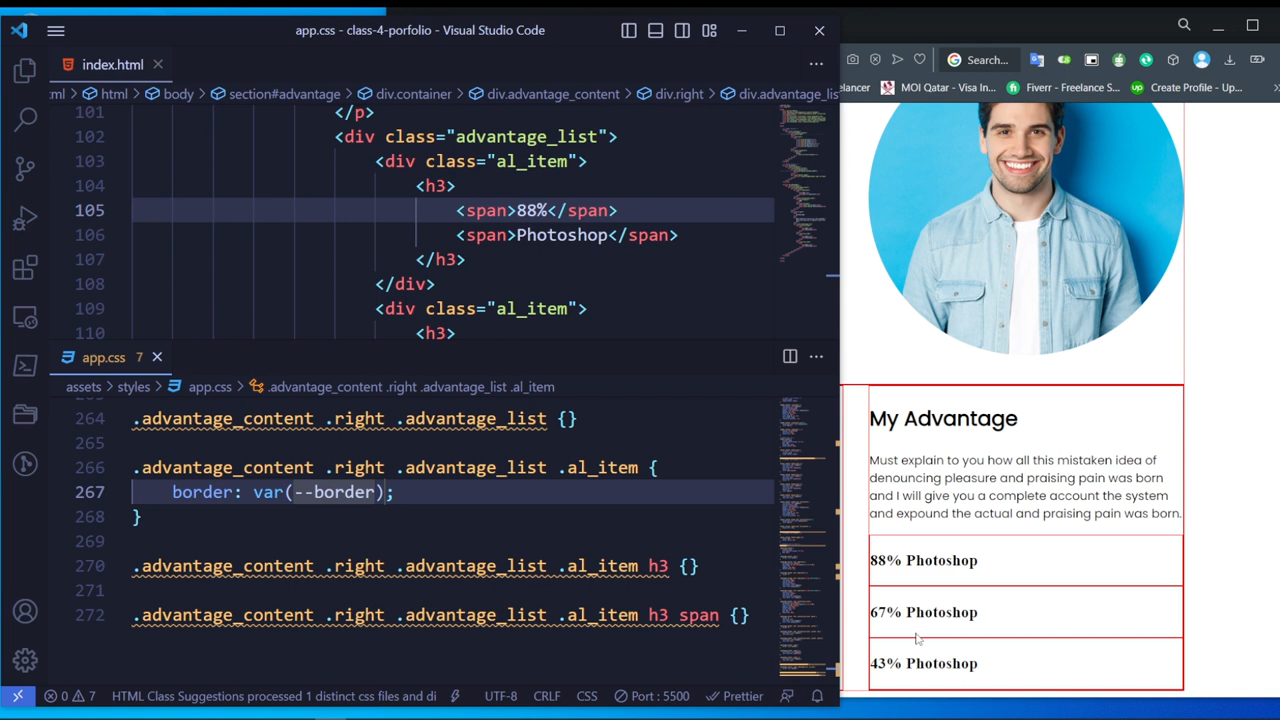 app.css - class-4-porfolio - Visual Studio Code
index.html
ml > html > body > section#advantage > div.container > div.advantage_content > div.right > div.advantage_lis
101 </p>
102 <div class="advantage_list">
103 <div class="al_item">
104 <h3>
105 <span>88%</span>
106 <span>Photoshop</span>
107 </h3>
108 </div>
109 <div class="al_item">
110 <h3>
app.css 7
assets > styles > app.css > .advantage_content .right .advantage_list .al_item
264 .advantage_content .right .advantage_list {}
265
266 .advantage_content .right .advantage_list .al_item {
267 border: var(--border);
268 }
269
270 .advantage_content .right .advantage_list .al_item h3 {}
271
272 .advantage_content .right .advantage_list .al_item h3 span {}
0 7 HTML Class Suggestions processed 1 distinct css files and di UTF-8 CRLF CSS Port : 5500 Prettier
Search...
elancer MOI Qatar - Visa In... Fiverr - Freelance S... Create Profile - Up...
My Advantage
Must explain to you how all this mistaken idea of
denouncing pleasure and praising pain was born
and I will give you a complete account the system
and expound the actual and praising pain was born.
88% Photoshop
67% Photoshop
43% Photoshop